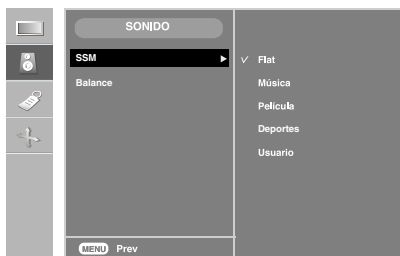 SONIDO
SSM
Balance
Flat
Música
Película
Deportes
Usuario
MENU Prev